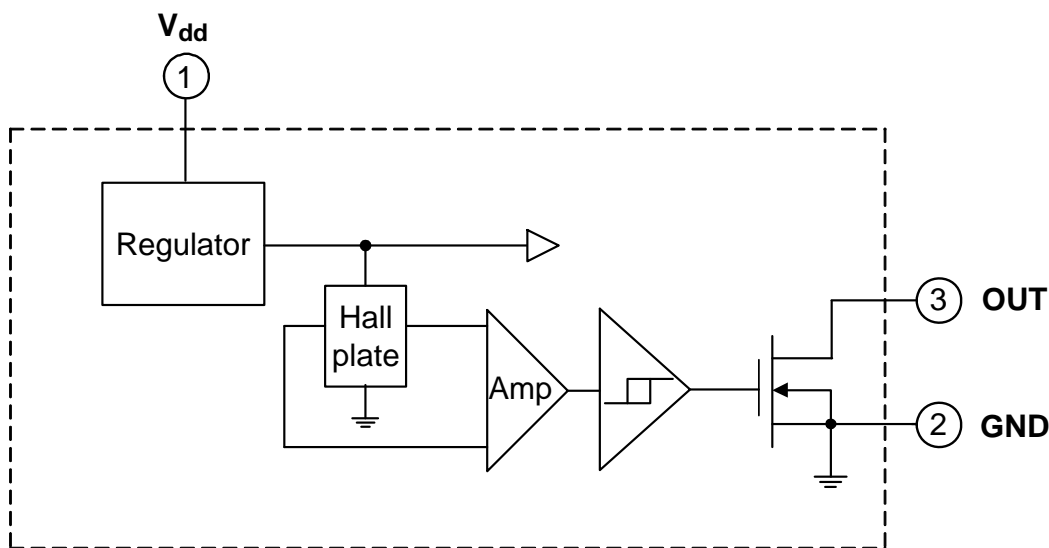 Vdd
1
Regulator
Hall
plate
Amp
3 OUT
2 GND